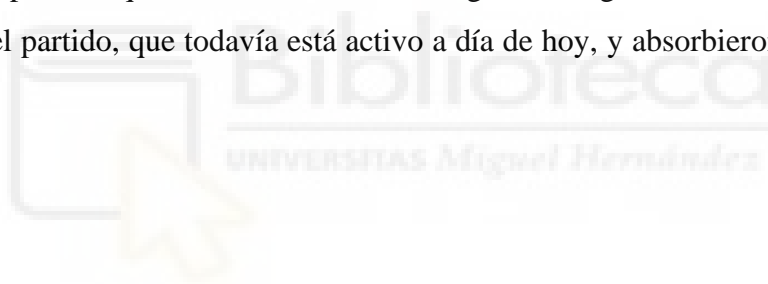 el partido, que todavía está activo a día de hoy, y absorbiero
Biblioteca
UNIVERSITAS Miguel Hernández